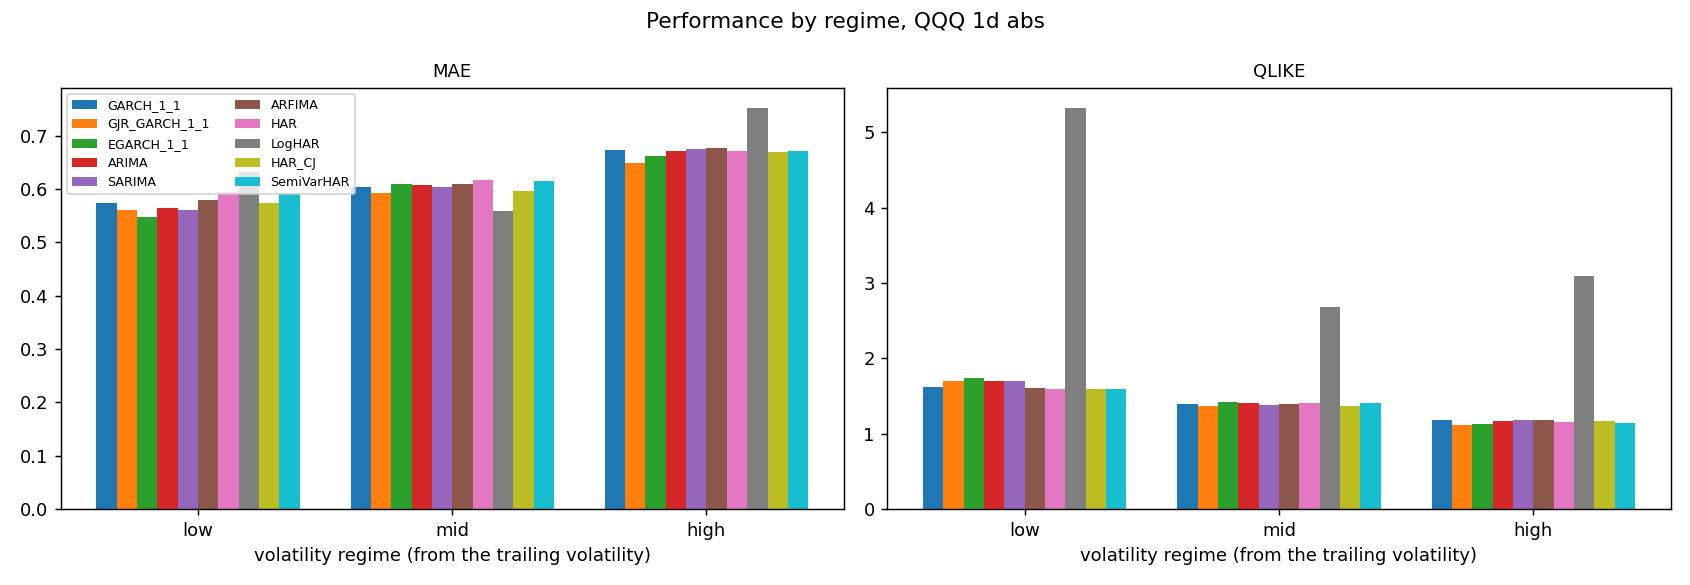 Performance by regime, QQQ 1d abs
MAE
GARCH_1_1
GJR_GARCH_1_1
EGARCH_1_1
ARIMA
SARIMA
ARFIMA
HAR
LogHAR
HAR_CJ
SemiVarHAR
0.7
0.6
0.5
0.4
0.3
0.2
0.1
0.0
low mid high
volatility regime (from the trailing volatility)
QLIKE
5
4
3
2
1
0
low mid high
volatility regime (from the trailing volatility)